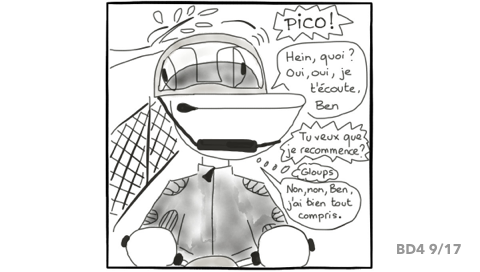 pico!
Hein, quoi ?
Oui, oui, je
t'écoute,
Ben
Tu veux que
je recommence?
Gloups
Non, non, Ben,
j'ai bien tout
compris.
BD4 9/17